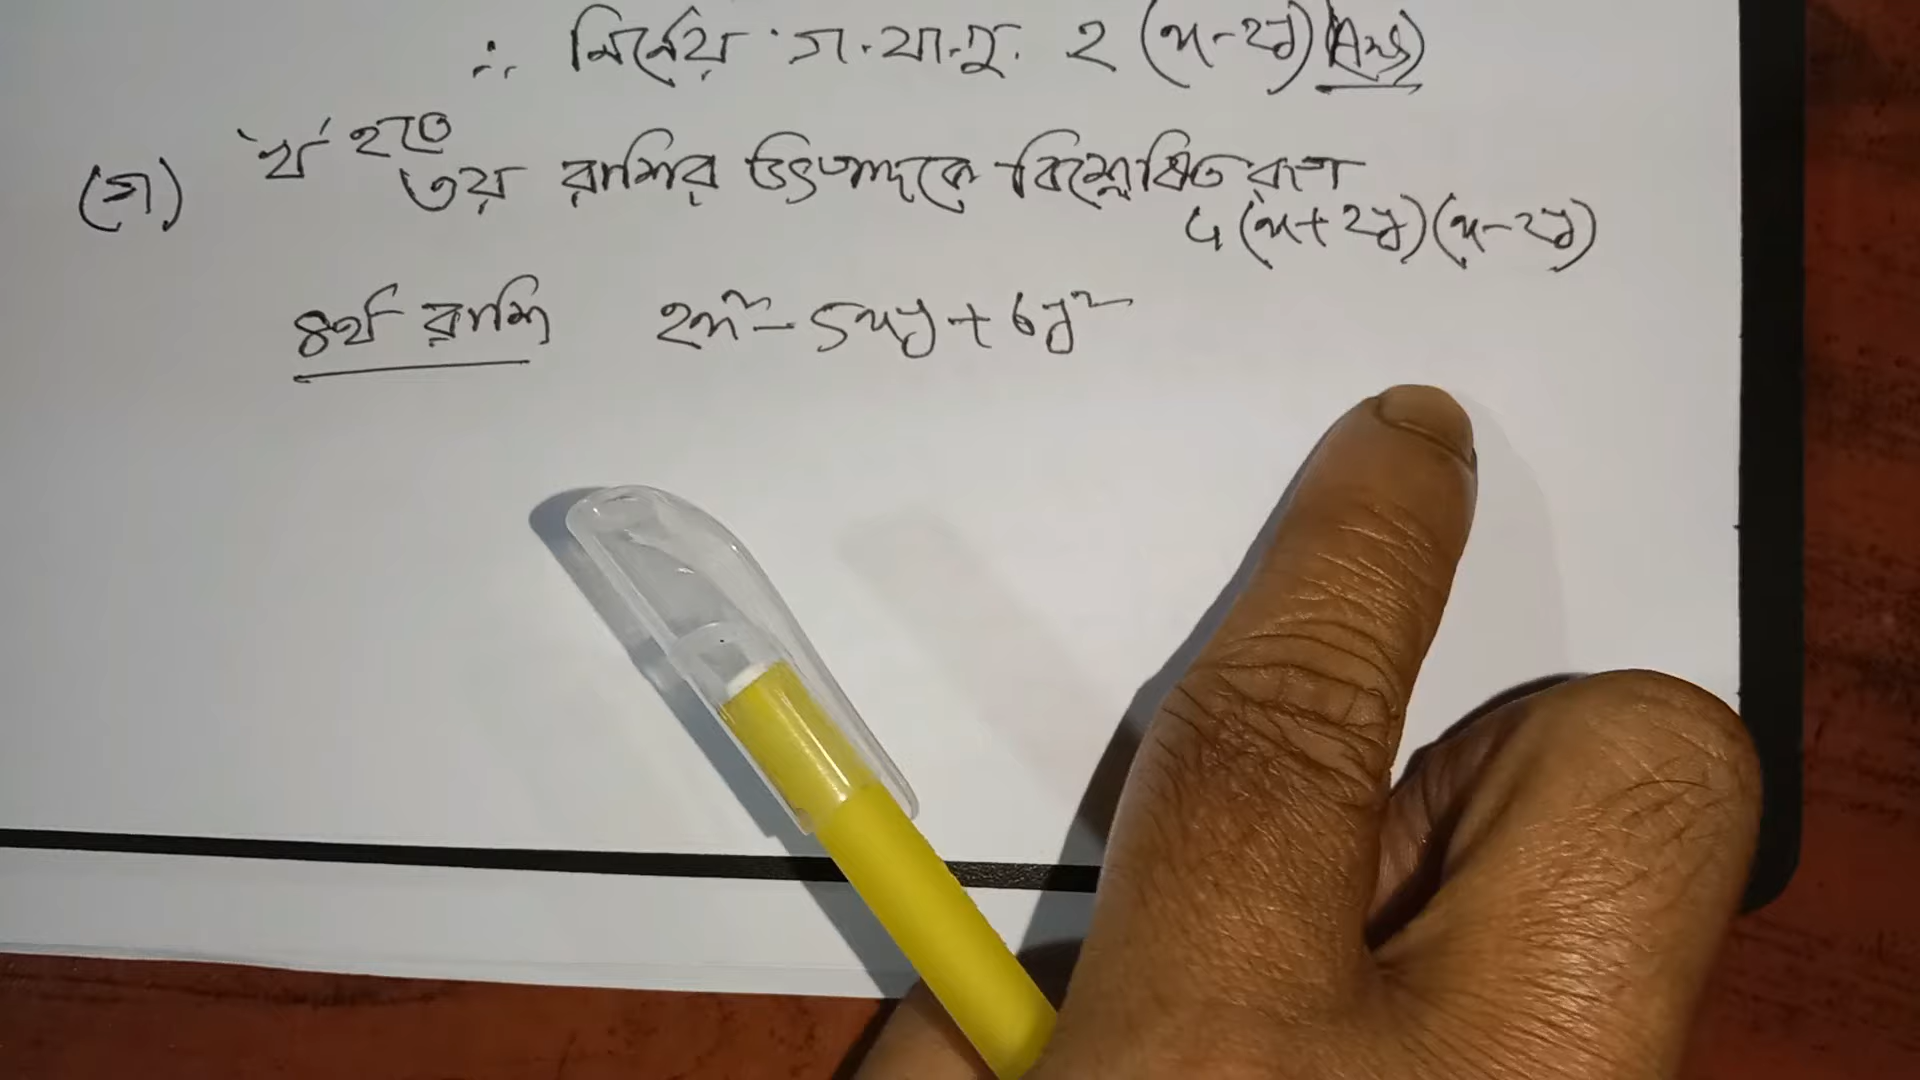 ∴ নির্ণেয় গ.সা.গু. 2 (x-2y) (Ans)
(গ) 'খ' হতে
৩য় রাশির উৎপাদকে বিশ্লেষিত রূপ
4 (x+2y)(x-2y)
৪র্থ রাশি 2x²-5xy+6y²